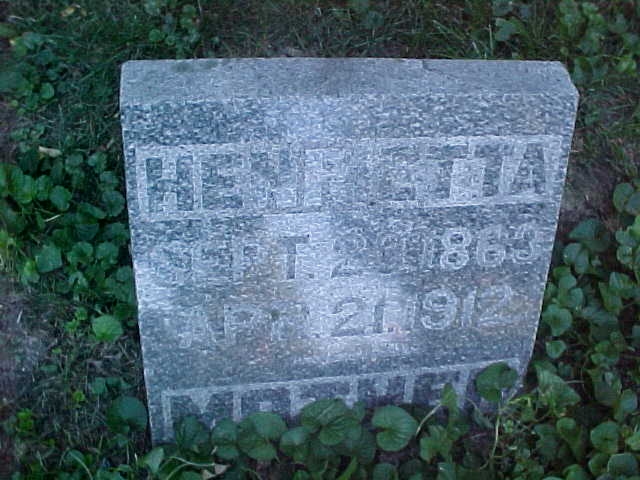 HENRIETTA
SEPT. 1863
APR. 21, 1912